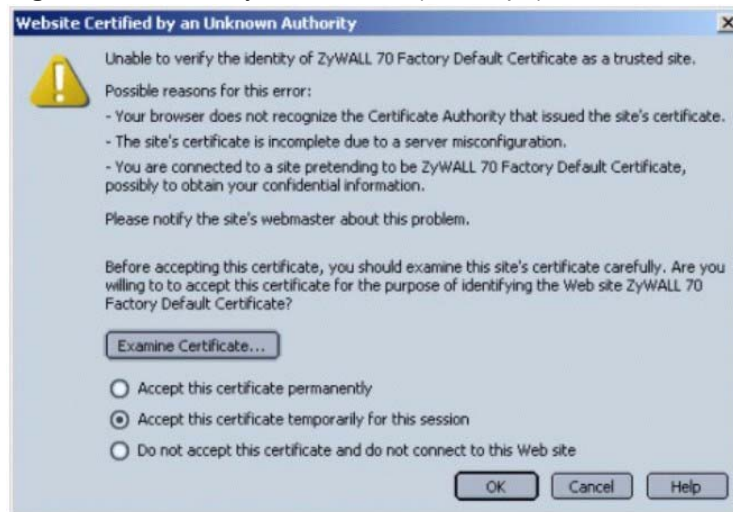 Website Certified by an Unknown Authority
Unable to verify the identity of ZyWALL 70 Factory Default Certificate as a trusted site.
Possible reasons for this error:
- Your browser does not recognize the Certificate Authority that issued the site's certificate.
- The site's certificate is incomplete due to a server misconfiguration.
- You are connected to a site pretending to be ZyWALL 70 Factory Default Certificate,
possibly to obtain your confidential information.
Please notify the site's webmaster about this problem.
Before accepting this certificate, you should examine this site's certificate carefully. Are you
willing to to accept this certificate for the purpose of identifying the Web site ZyWALL 70
Factory Default Certificate?
Examine Certificate...
Accept this certificate permanently
Accept this certificate temporarily for this session
Do not accept this certificate and do not connect to this Web site
OK Cancel Help